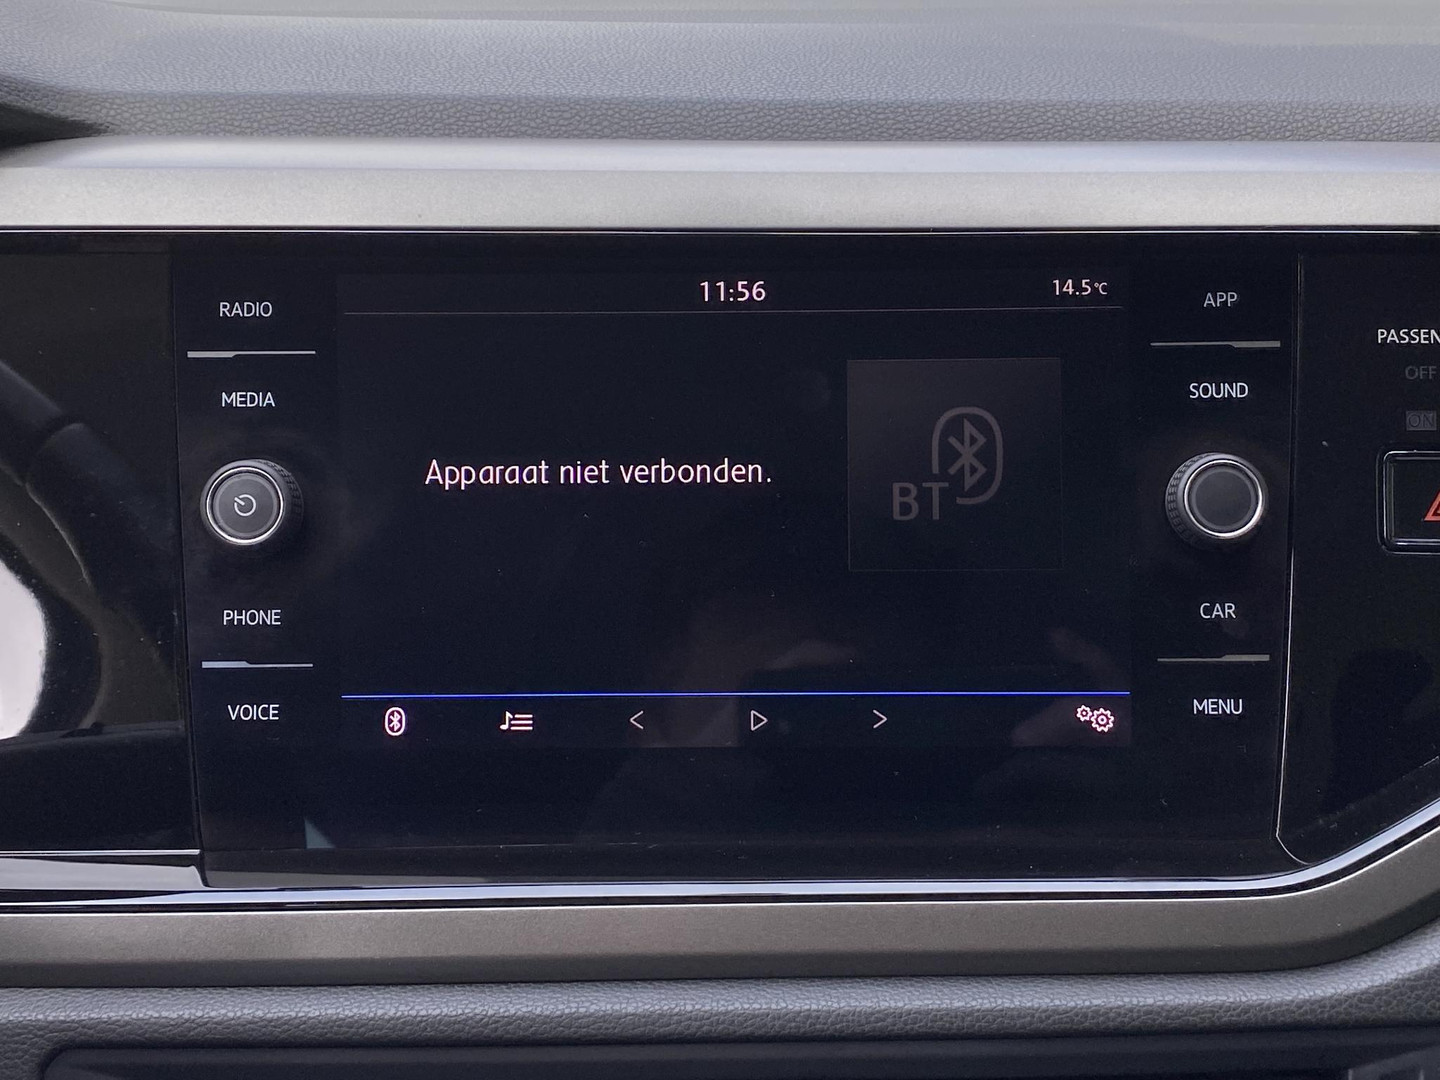 11:56
14.5°C
RADIO
MEDIA
PHONE
VOICE
Apparaat niet verbonden.
BT
APP
SOUND
CAR
MENU
PASSEN
OFF
ON